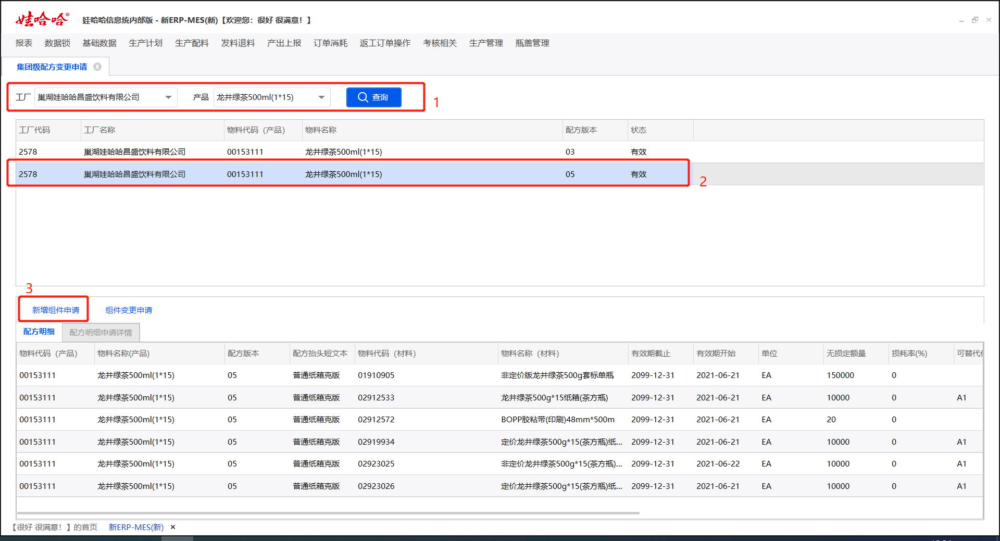 娃哈哈®
娃哈哈信息统内部版 - 新ERP-MES(新)【欢迎您：很好 很满意！】
报表 数据锁 基础数据 生产计划 生产配料 发料退料 产出上报 订单消耗 返工订单操作 考核相关 生产管理 瓶盖管理
集团级配方变更申请
工厂 巢湖娃哈哈昌盛饮料有限公司 产品 龙井绿茶500ml(1*15) 查询 1
工厂代码 工厂名称 物料代码（产品） 物料名称 配方版本 状态
2578 巢湖娃哈哈昌盛饮料有限公司 00153111 龙井绿茶500ml(1*15) 03 有效
2578 巢湖娃哈哈昌盛饮料有限公司 00153111 龙井绿茶500ml(1*15) 05 有效
2
3
新增组件申请 组件变更申请
配方明细 配方明细申请详情
物料代码（产品） 物料名称(产品) 配方版本 配方抬头短文本 物料代码（材料） 物料名称（材料） 有效期截止 有效期开始 单位 无损定额量 损耗率(%) 可替代
00153111 龙井绿茶500ml(1*15) 05 普通纸箱克版 01910905 非定价版龙井绿茶500g套标单瓶 2099-12-31 2021-06-21 EA 150000 0
00153111 龙井绿茶500ml(1*15) 05 普通纸箱克版 02912533 龙井绿茶500g*15纸箱(茶方瓶) 2099-12-31 2021-06-21 EA 10000 0 A1
00153111 龙井绿茶500ml(1*15) 05 普通纸箱克版 02912572 BOPP胶粘带(印刷)48mm*500m 2099-12-31 2021-06-21 EA 20 0
00153111 龙井绿茶500ml(1*15) 05 普通纸箱克版 02919934 定价龙井绿茶500g*15(茶方瓶)纸... 2099-12-31 2021-06-21 EA 10000 0 A1
00153111 龙井绿茶500ml(1*15) 05 普通纸箱克版 02923025 非定价龙井绿茶500g*15(茶方瓶)... 2099-12-31 2021-06-22 EA 10000 0 A1
00153111 龙井绿茶500ml(1*15) 05 普通纸箱克版 02923026 定价龙井绿茶500g*15(茶方瓶)纸... 2099-12-31 2021-06-21 EA 10000 0 A1
【很好 很满意！】的首页 新ERP-MES(新)